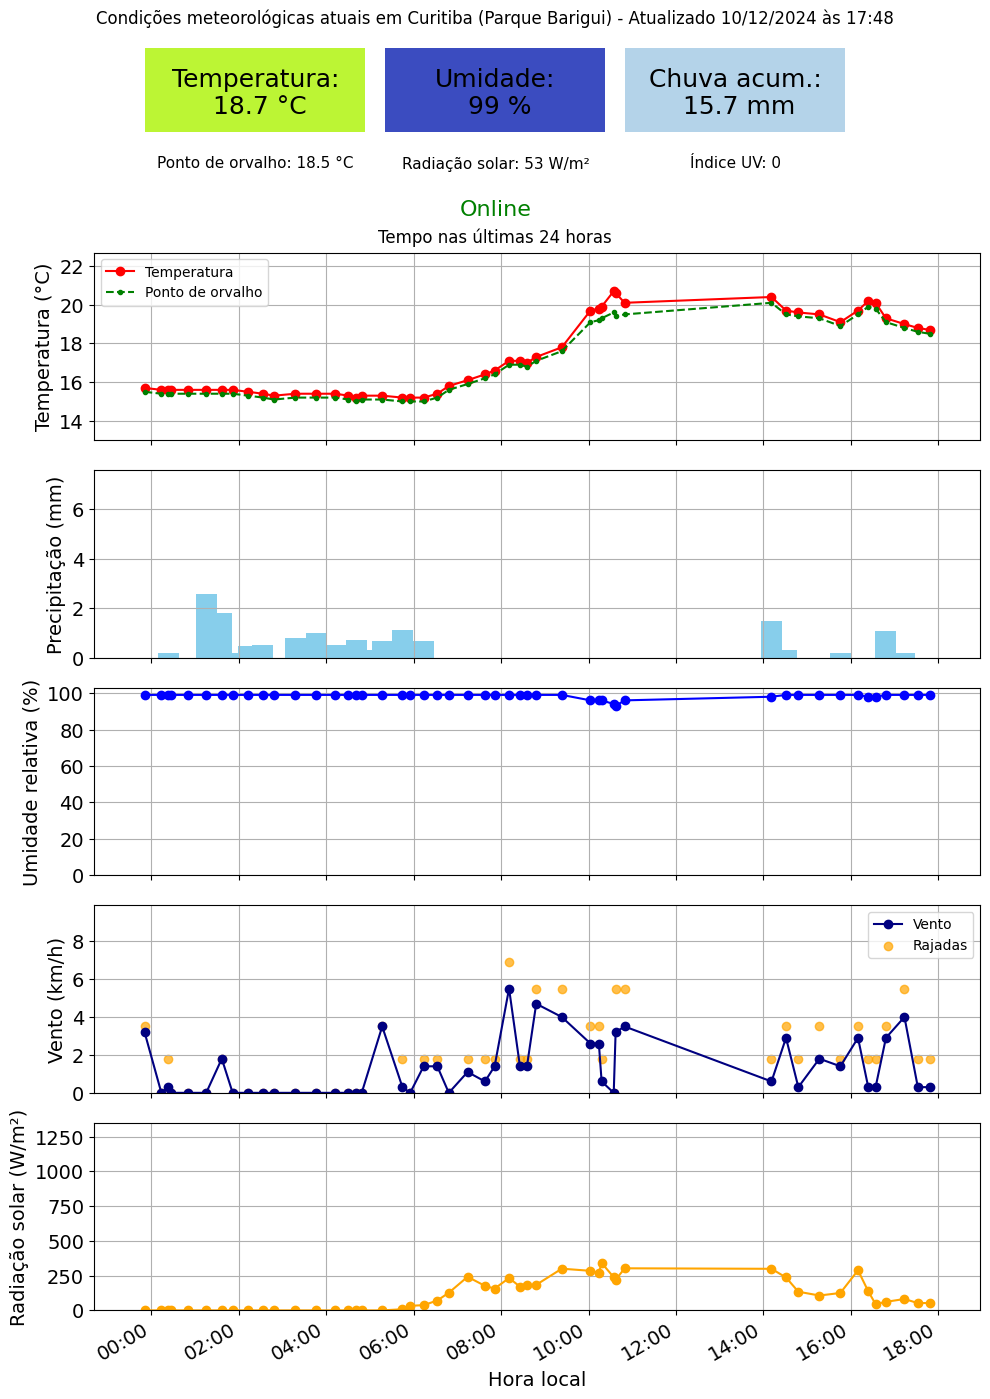 Condições meteorológicas atuais em Curitiba (Parque Barigui) - Atualizado 10/12/2024 às 17:48
Temperatura:
18.7 °C
Umidade:
99 %
Chuva acum.:
15.7 mm
Ponto de orvalho: 18.5 °C
Radiação solar: 53 W/m²
Índice UV: 0
Online
Tempo nas últimas 24 horas
Temperatura (°C)
22
20
18
16
14
Temperatura
Ponto de orvalho
Precipitação (mm)
6
4
2
0
Umidade relativa (%)
100
80
60
40
20
0
Vento (km/h)
8
6
4
2
0
Vento
Rajadas
Radiação solar (W/m²)
1250
1000
750
500
250
0
00:00
02:00
04:00
06:00
08:00
10:00
12:00
14:00
16:00
18:00
Hora local